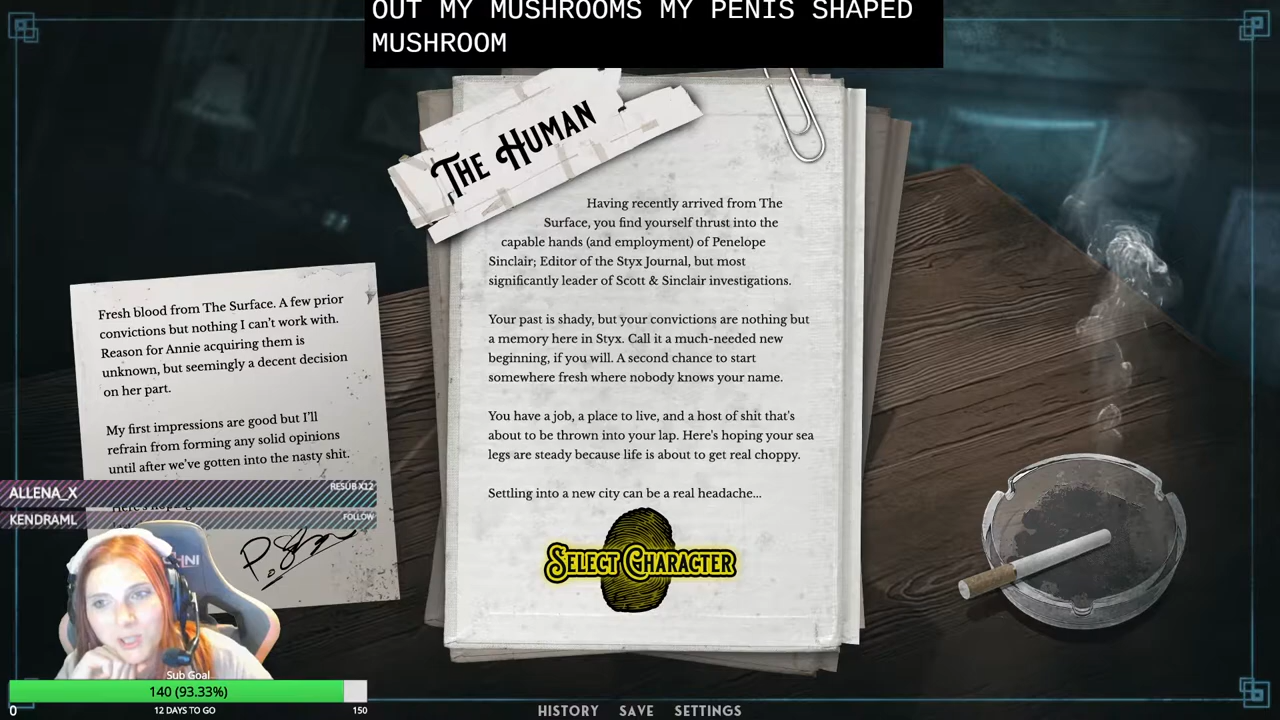 OUT MY MUSHROOMS MY PENIS SHAPED
MUSHROOM
THE HUMAN
Having recently arrived from The
Surface, you find yourself thrust into the
capable hands (and employment) of Penelope
Sinclair; Editor of the Styx Journal, but most
significantly leader of Scott & Sinclair investigations.
Your past is shady, but your convictions are nothing but
a memory here in Styx. Call it a much-needed new
beginning, if you will. A second chance to start
somewhere fresh where nobody knows your name.
You have a job, a place to live, and a host of shit that's
about to be thrown into your lap. Here's hoping your sea
legs are steady because life is about to get real choppy.
Settling into a new city can be a real headache...
SELECT CHARACTER
Fresh blood from The Surface. A few prior
convictions but nothing I can't work with.
Reason for Annie acquiring them is
unknown, but seemingly a decent decision
on her part.
My first impressions are good but I'll
refrain from forming any solid opinions
until after we've gotten into the nasty shit.
Here's hoping
ALLENA_X RESUB X12
KENDRAML FOLLOW
Sub Goal
140 (93.33%)
0 12 DAYS TO GO 150
HISTORY SAVE SETTINGS